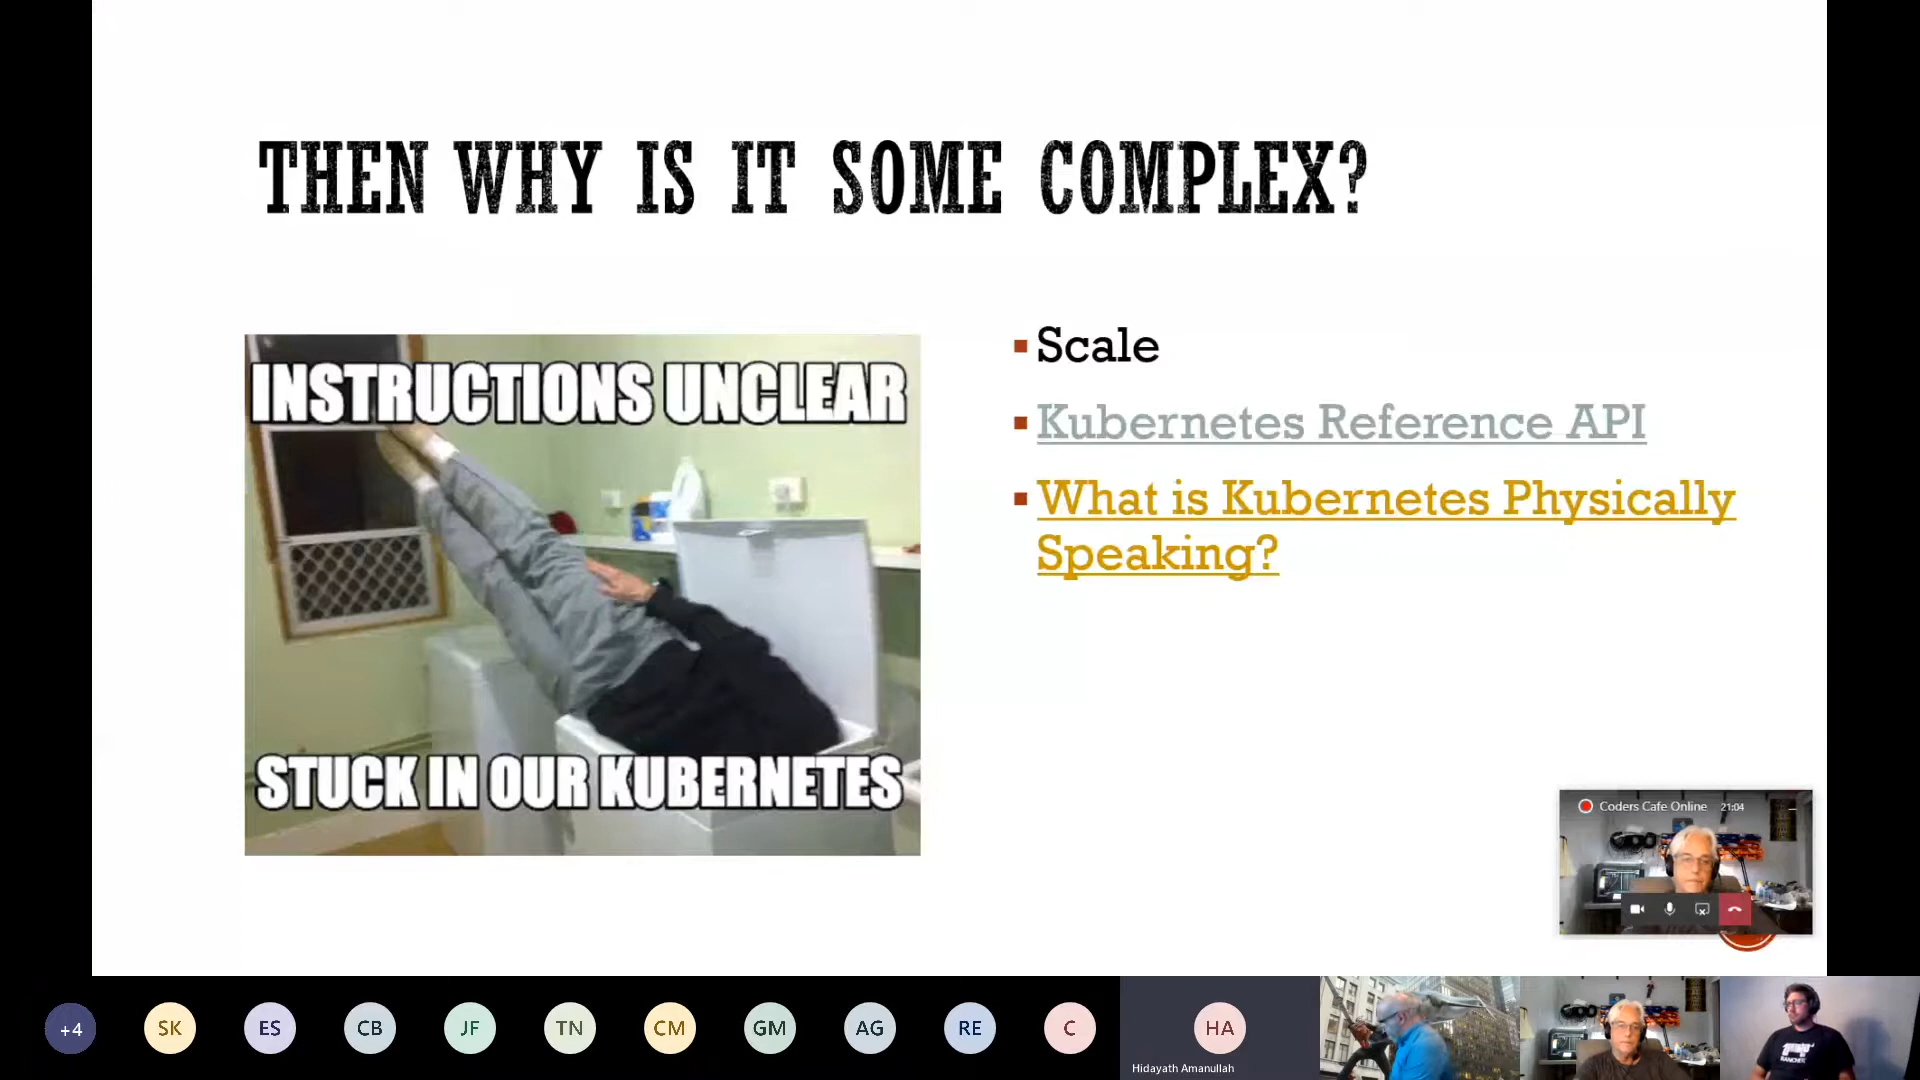 THEN WHY IS IT SOME COMPLEX?
INSTRUCTIONS UNCLEAR
STUCK IN OUR KUBERNETES
Scale
Kubernetes Reference API
What is Kubernetes Physically
Speaking?
Coders Cafe Online 21:04
+4 SK ES CB JF TN CM GM AG RE C HA
Hidayath Amanullah